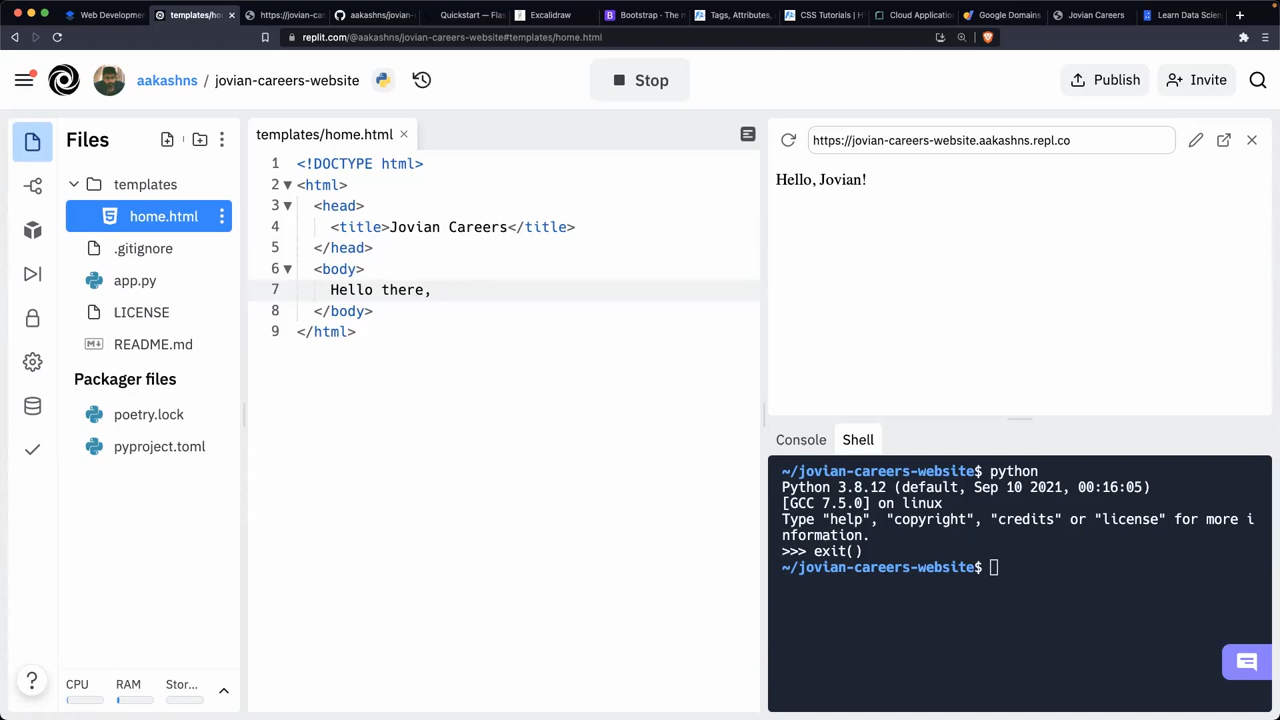 Web Developme
templates/ho
https://jovian-ca
aakashns/jovian-
Quickstart — Flas
Excalidraw
Bootstrap · The m
Tags, Attributes,
CSS Tutorials | H
Cloud Application
Google Domains
Jovian Careers
Learn Data Scien
replit.com/@aakashns/jovian-careers-website#templates/home.html
aakashns / jovian-careers-website
Stop
Publish
Invite
Files
templates
home.html
.gitignore
app.py
LICENSE
README.md
Packager files
poetry.lock
pyproject.toml
CPU
RAM
Stor...
?
templates/home.html
1 <!DOCTYPE html>
2 <html>
3 <head>
4 <title>Jovian Careers</title>
5 </head>
6 <body>
7 Hello there,
8 </body>
9 </html>
https://jovian-careers-website.aakashns.repl.co
Hello, Jovian!
Console
Shell
~/jovian-careers-website$ python
Python 3.8.12 (default, Sep 10 2021, 00:16:05)
[GCC 7.5.0] on linux
Type "help", "copyright", "credits" or "license" for more i
nformation.
>>> exit()
~/jovian-careers-website$